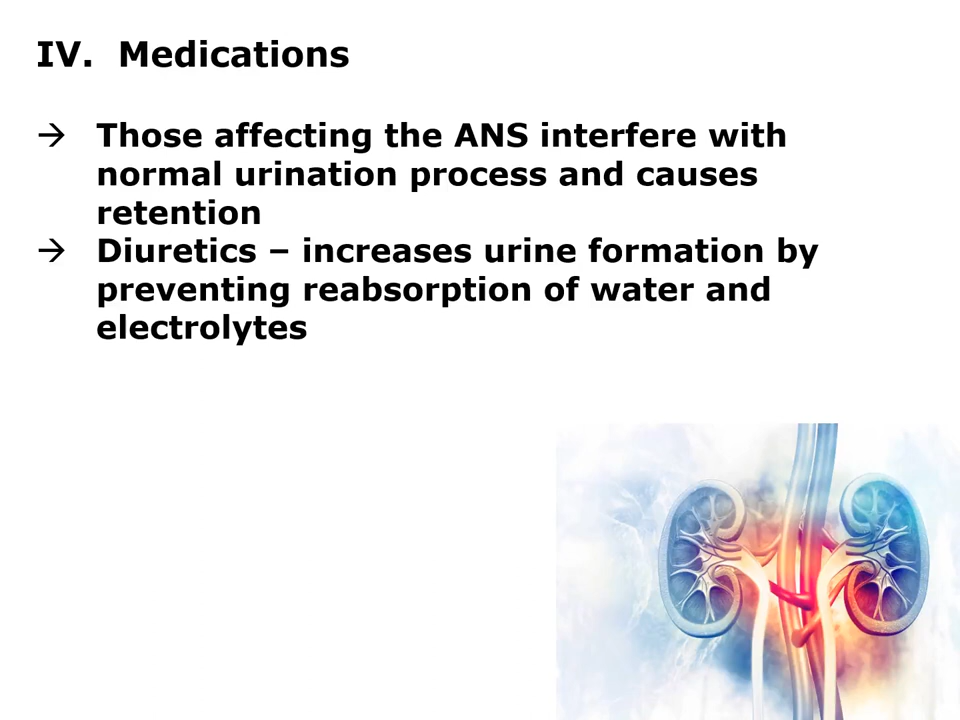 IV. Medications
→ Those affecting the ANS interfere with
normal urination process and causes
retention
→ Diuretics – increases urine formation by
preventing reabsorption of water and
electrolytes